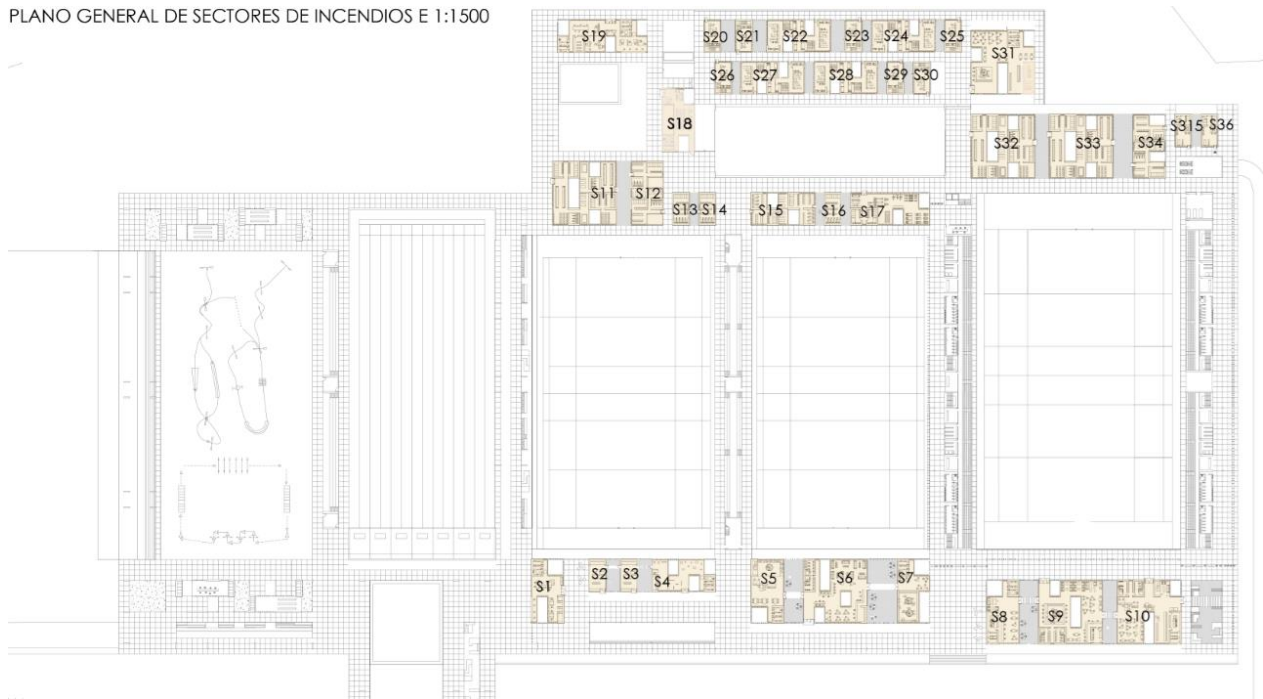 PLANO GENERAL DE SECTORES DE INCENDIOS E 1:1500
S19
S20 S21 S22 S23 S24 S25
S31
S26 S27 S28 S29 S30
S18
S32 S33 S34 S315 S36
S11 S12
S13 S14 S15 S16 S17
S1 S2 S3 S4 S5 S6 S7
S8 S9 S10